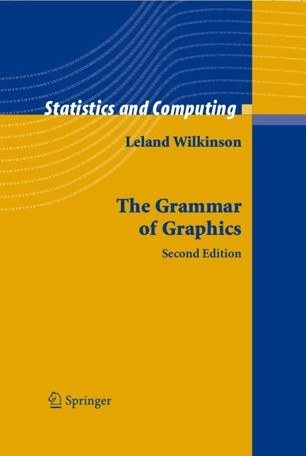 Statistics and Computing
Leland Wilkinson
The Grammar
of Graphics
Second Edition
Springer